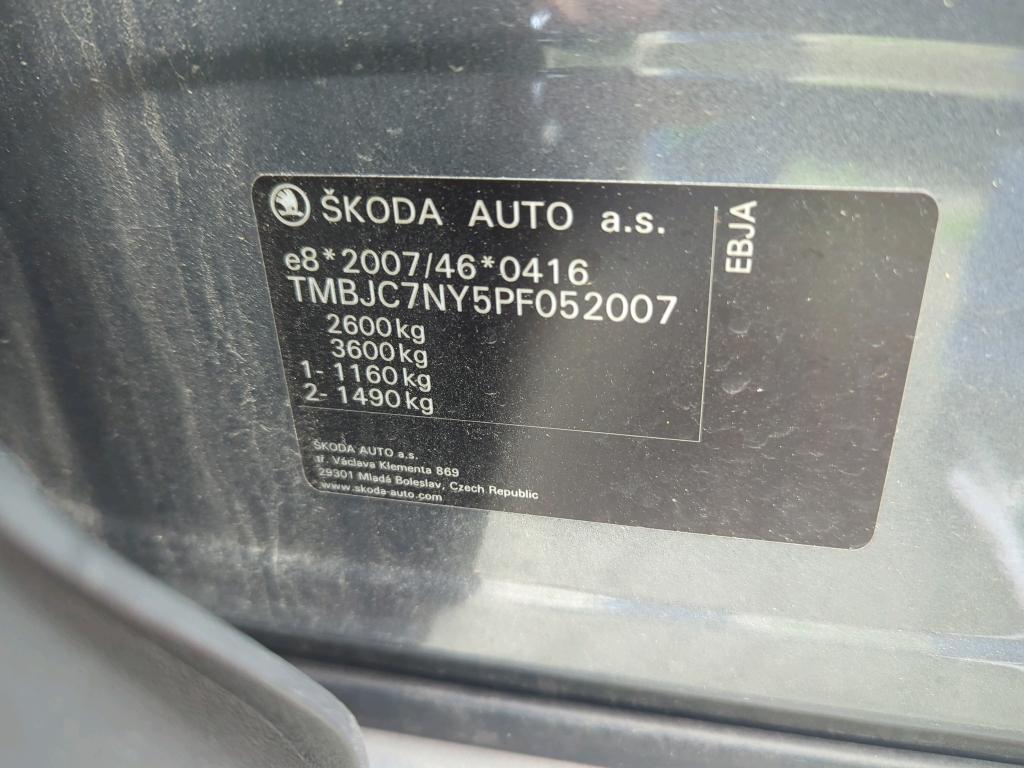 ŠKODA AUTO a.s.
e8*2007/46*0416
TMBJC7NY5PF052007
2600kg
3600kg
1- 1160kg
2- 1490kg
EBJA
ŠKODA AUTO a.s.
tř. Václava Klementa 869
29301 Mladá Boleslav, Czech Republic
www.skoda-auto.com